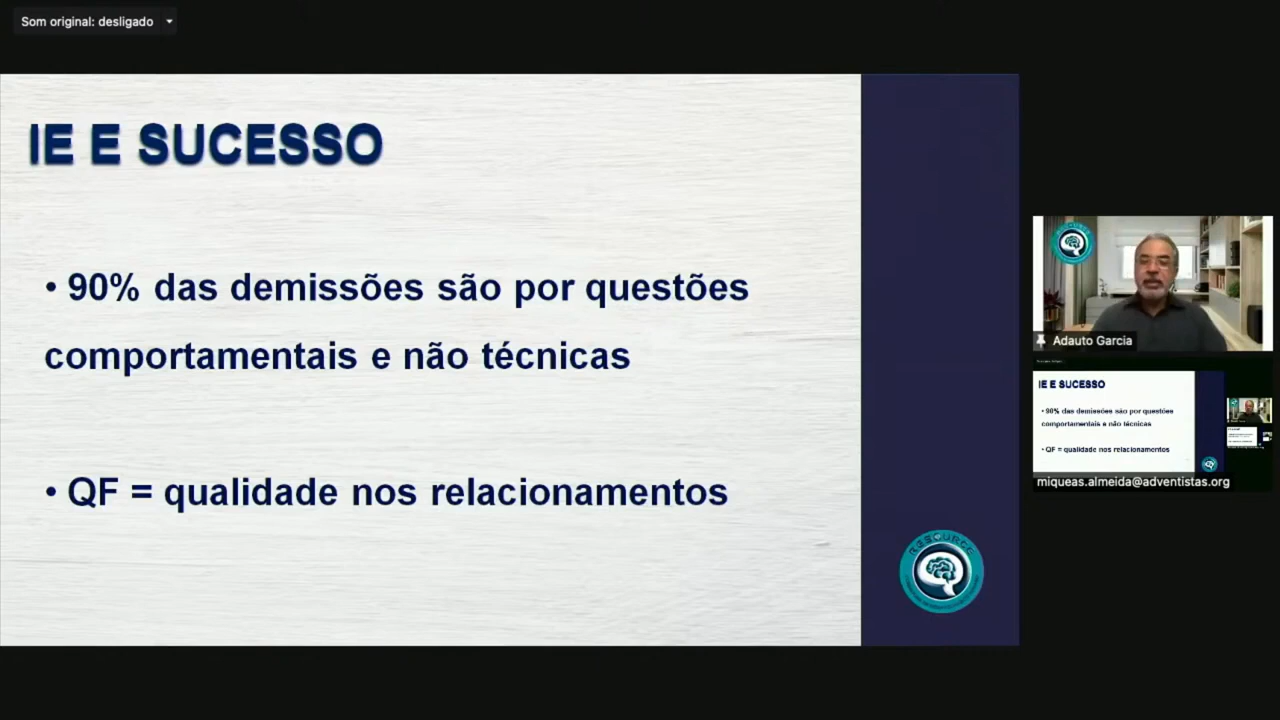 Som original: desligado
IE E SUCESSO
• 90% das demissões são por questões
comportamentais e não técnicas
• QF = qualidade nos relacionamentos
RESOURCE
Adauto Garcia
IE E SUCESSO
• 90% das demissões são por questões
comportamentais e não técnicas
• QF = qualidade nos relacionamentos
miqueas.almeida@adventistas.org